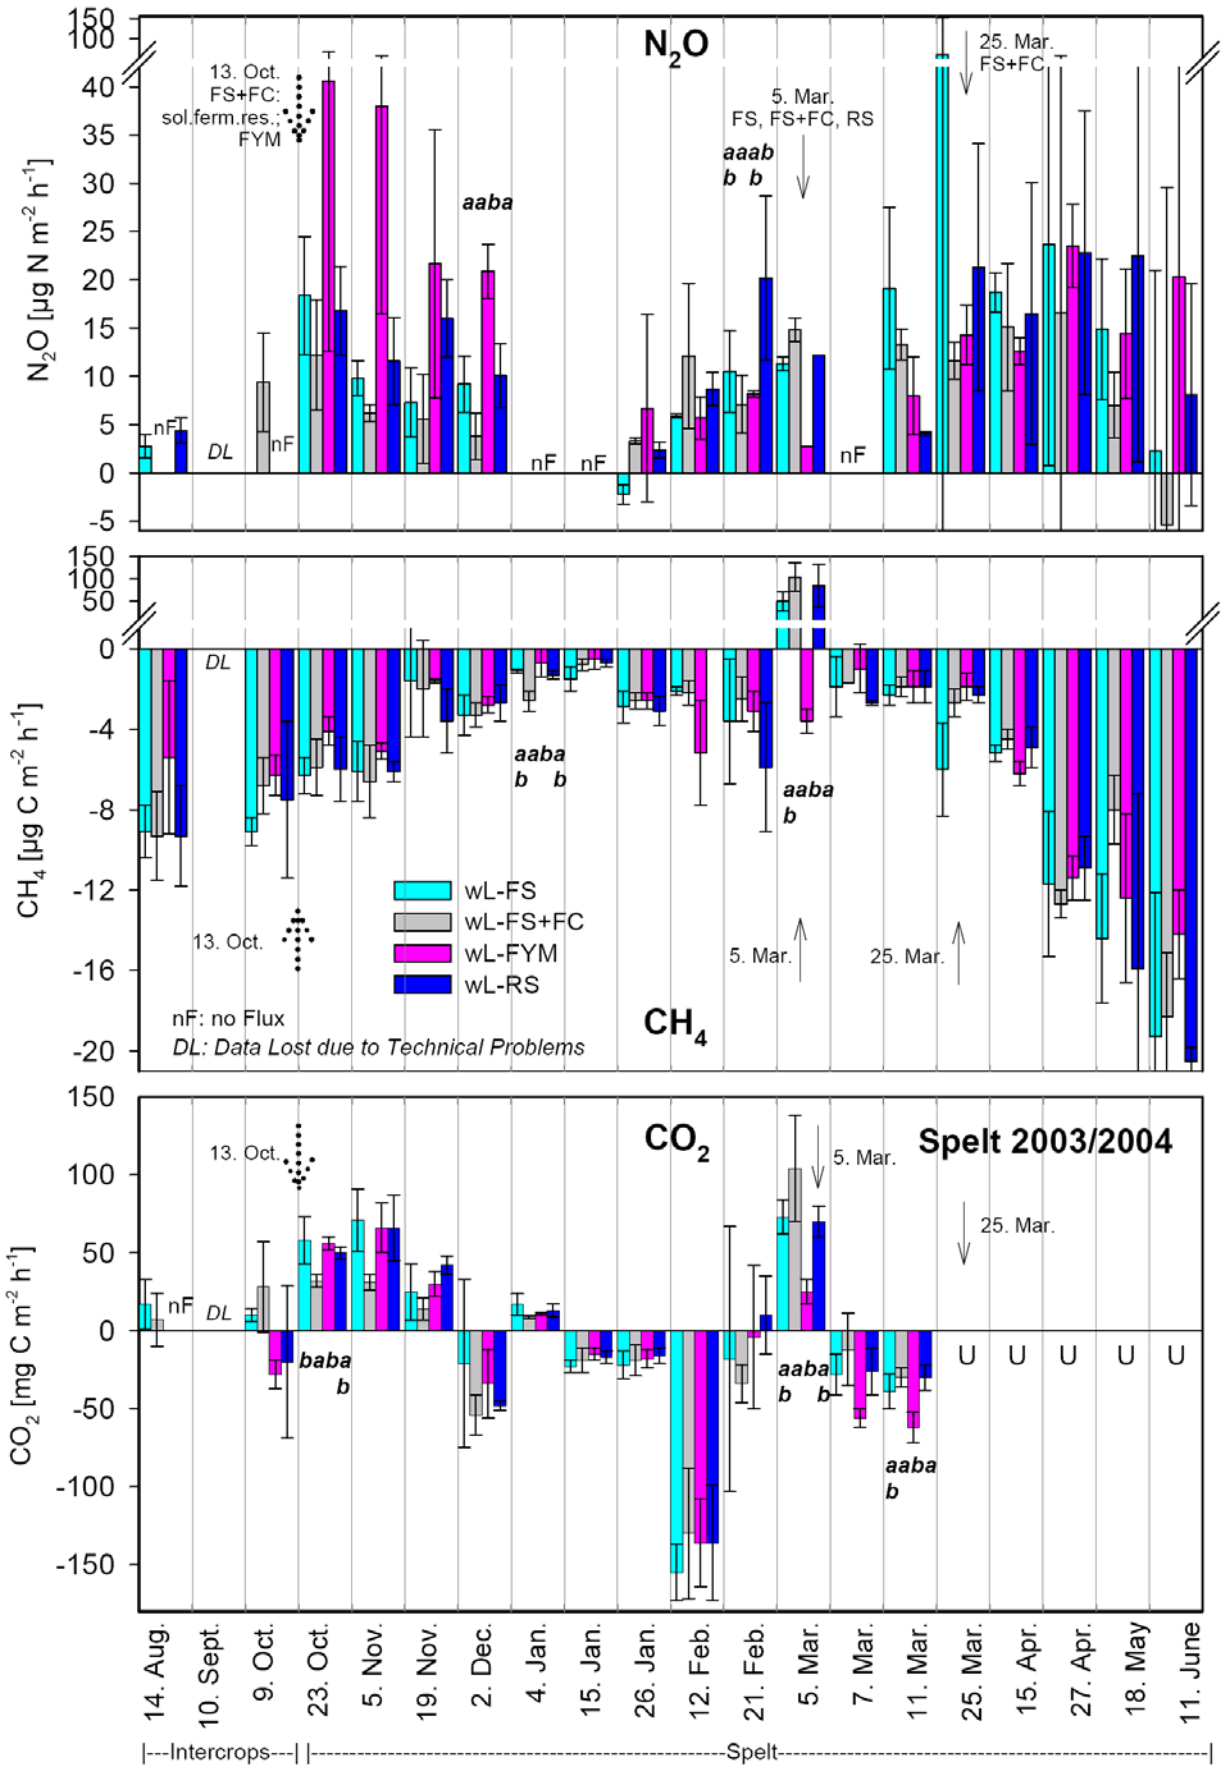 N2O
150
100
40
35
30
25
20
15
10
5
0
-5
N2O [µg N m-2 h-1]
13. Oct.
FS+FC:
sol.ferm.res.;
FYM
25. Mar.
FS+FC
5. Mar.
FS, FS+FC, RS
aaba
aaab
b b
nF
DL
nF
nF
nF
nF
150
100
50
0
-4
-8
-12
-16
-20
CH4 [µg C m-2 h-1]
DL
aaba
b b
aaba
b
wL-FS
wL-FS+FC
wL-FYM
wL-RS
13. Oct.
5. Mar.
25. Mar.
nF: no Flux
DL: Data Lost due to Technical Problems
CH4
150
100
50
0
-50
-100
-150
CO2 [mg C m-2 h-1]
CO2
Spelt 2003/2004
13. Oct.
5. Mar.
25. Mar.
nF
DL
baba
b
aaba
b b
aaba
b
U U U U U
14. Aug.
10. Sept.
9. Oct.
23. Oct.
5. Nov.
19. Nov.
2. Dec.
4. Jan.
15. Jan.
26. Jan.
12. Feb.
21. Feb.
5. Mar.
7. Mar.
11. Mar.
25. Mar.
15. Apr.
27. Apr.
18. May
11. June
|---Intercrops---| |------Spelt------|